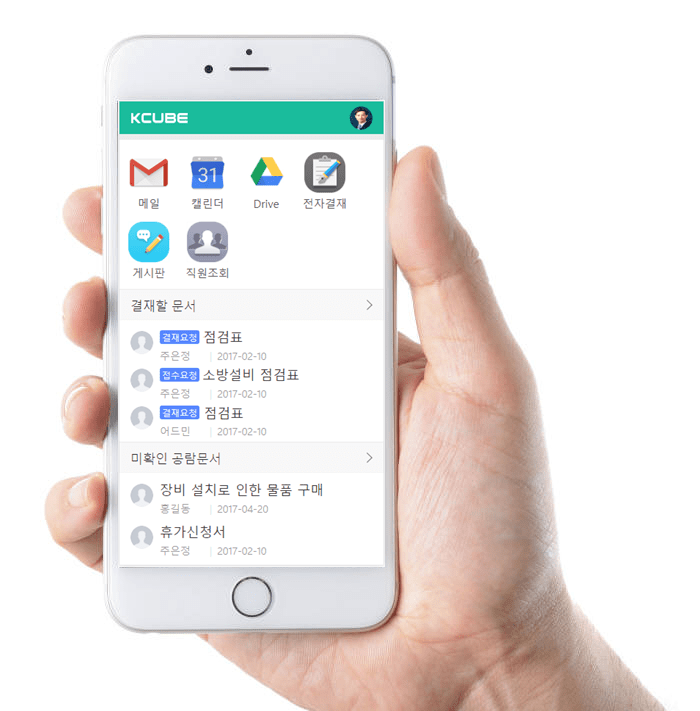 KCUBE
31
메일 캘린더 Drive 전자결재
게시판 직원조회
결재할 문서
결재요청 점검표
주은정 | 2017-02-10
접수요청 소방설비 점검표
주은정 | 2017-02-10
결재요청 점검표
어드민 | 2017-02-10
미확인 공람문서
장비 설치로 인한 물품 구매
홍길동 | 2017-04-20
휴가신청서
주은정 | 2017-02-10